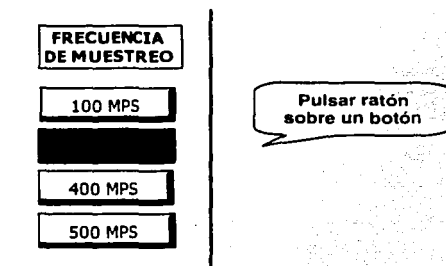 FRECUENCIA
DE MUESTREO
100 MPS
400 MPS
500 MPS
Pulsar ratón
sobre un botón